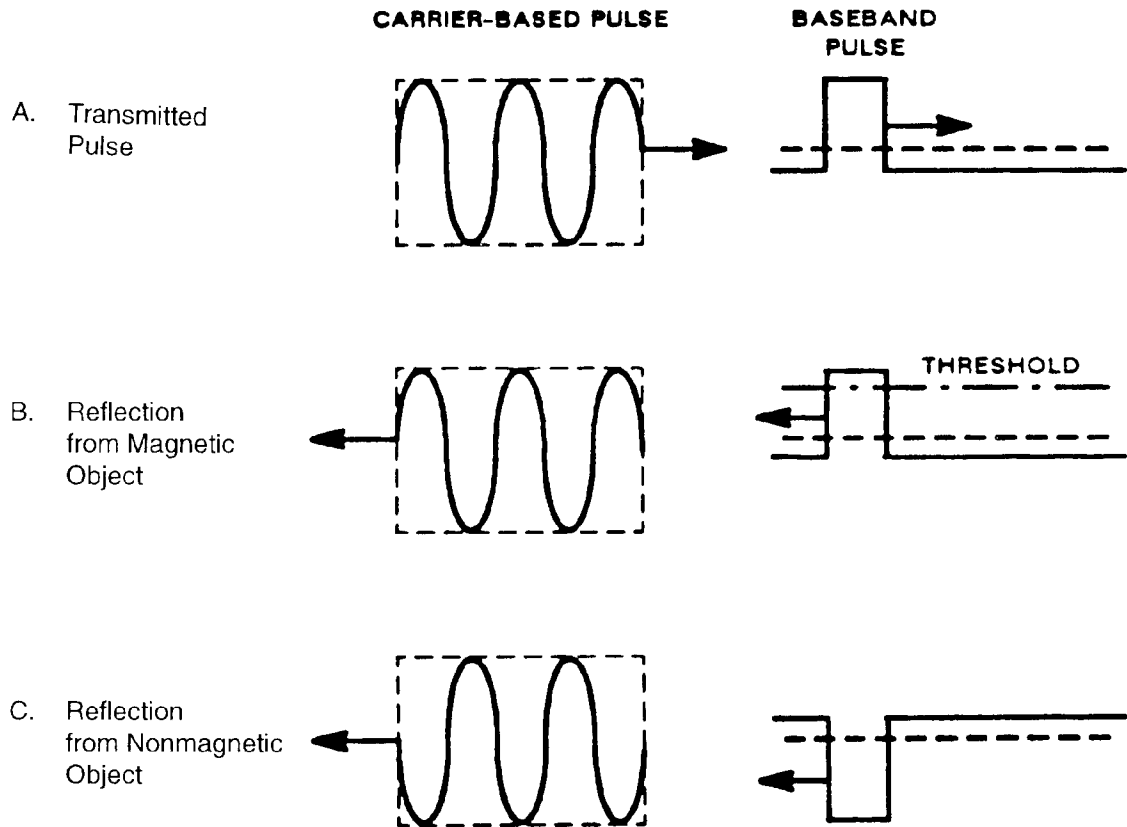 CARRIER-BASED PULSE
BASEBAND
PULSE
A. Transmitted
Pulse
THRESHOLD
B. Reflection
from Magnetic
Object
C. Reflection
from Nonmagnetic
Object